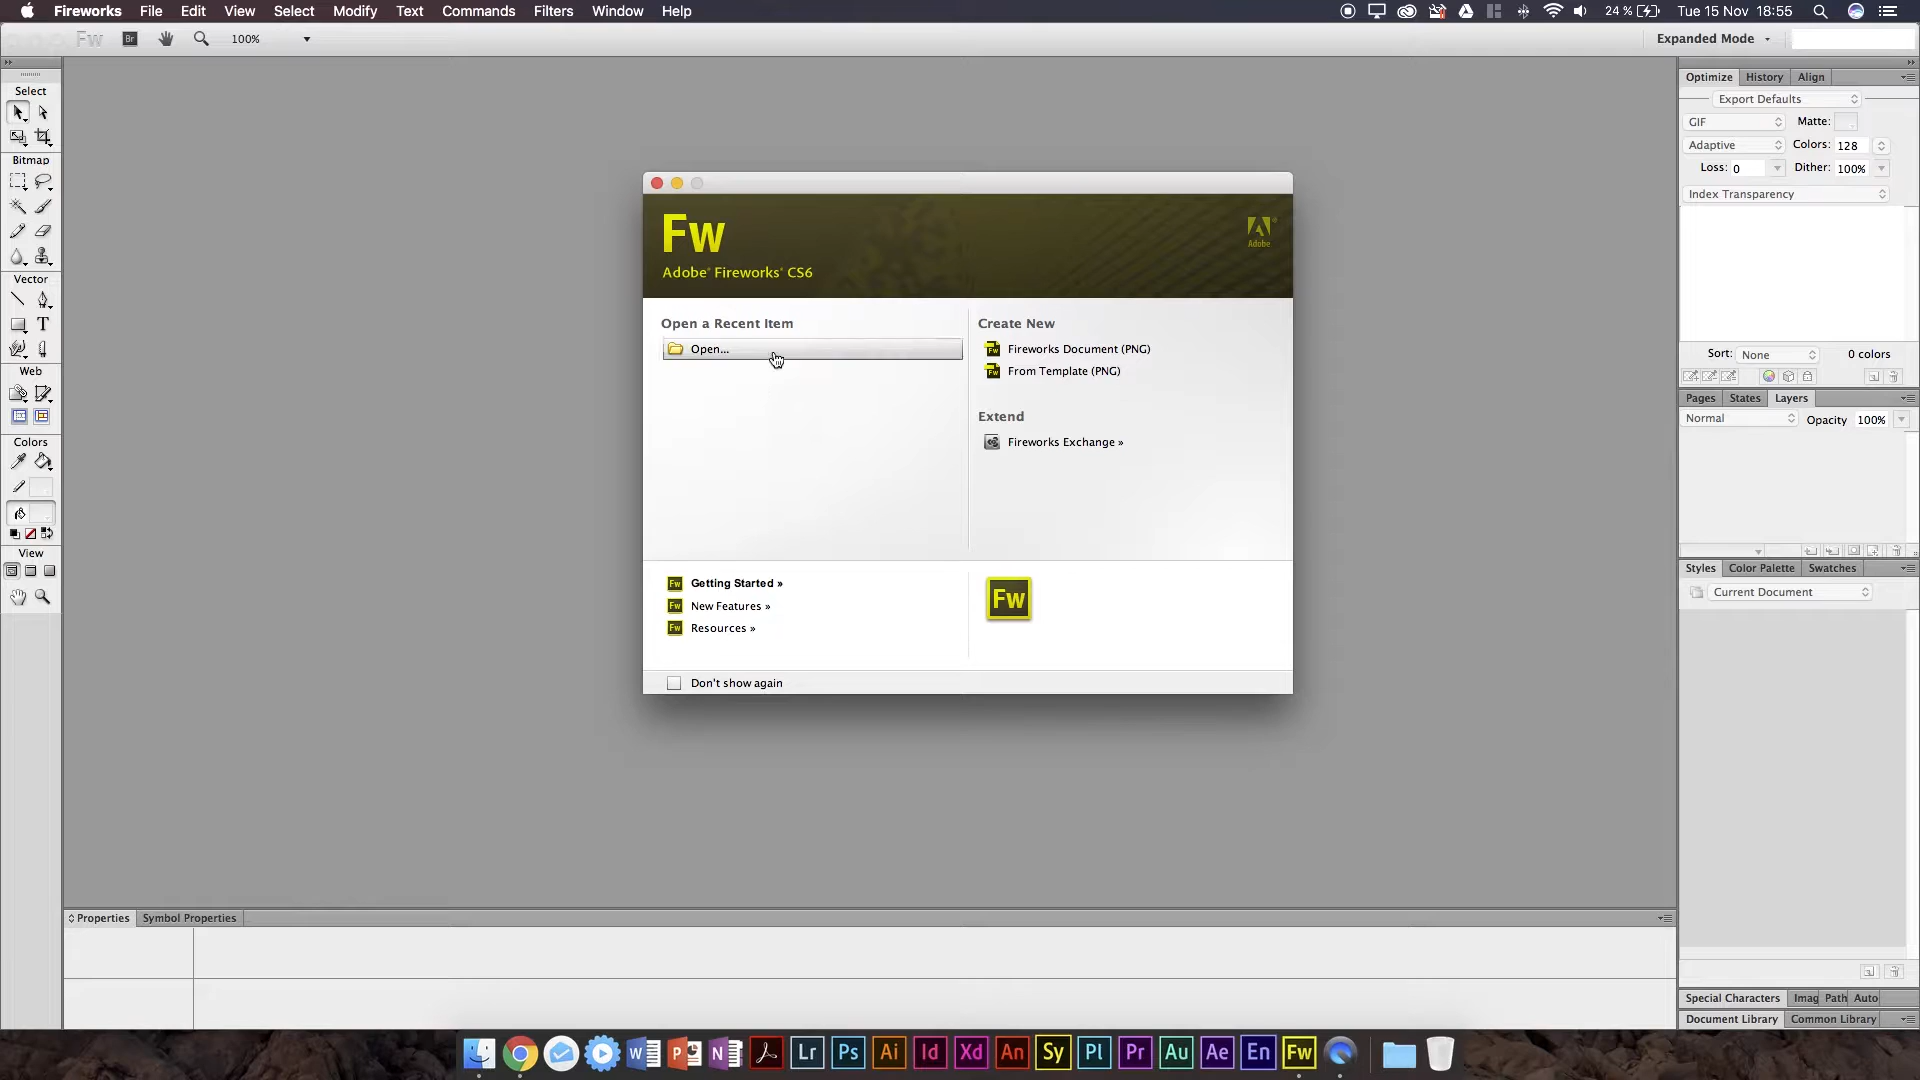 Fireworks File Edit View Select Modify Text Commands Filters Window Help
24 % Tue 15 Nov 18:55
Fw Br 100% Expanded Mode
Select
Bitmap
Vector
T
Web
Colors
View
Fw
Adobe® Fireworks® CS6
Adobe
Open a Recent Item
Open...
Create New
Fireworks Document (PNG)
From Template (PNG)
Extend
Fireworks Exchange »
Fw Getting Started »
Fw New Features »
Fw Resources »
Fw
Don't show again
Optimize History Align
Export Defaults
GIF Matte:
Adaptive Colors: 128
Loss: 0 Dither: 100%
Index Transparency
Sort: None 0 colors
Pages States Layers
Normal Opacity 100%
Styles Color Palette Swatches
Current Document
Properties Symbol Properties
Special Characters Imag Path Auto
Document Library Common Library
W P N Lr Ps Ai Id Xd An Sy Pl Pr Au Ae En Fw